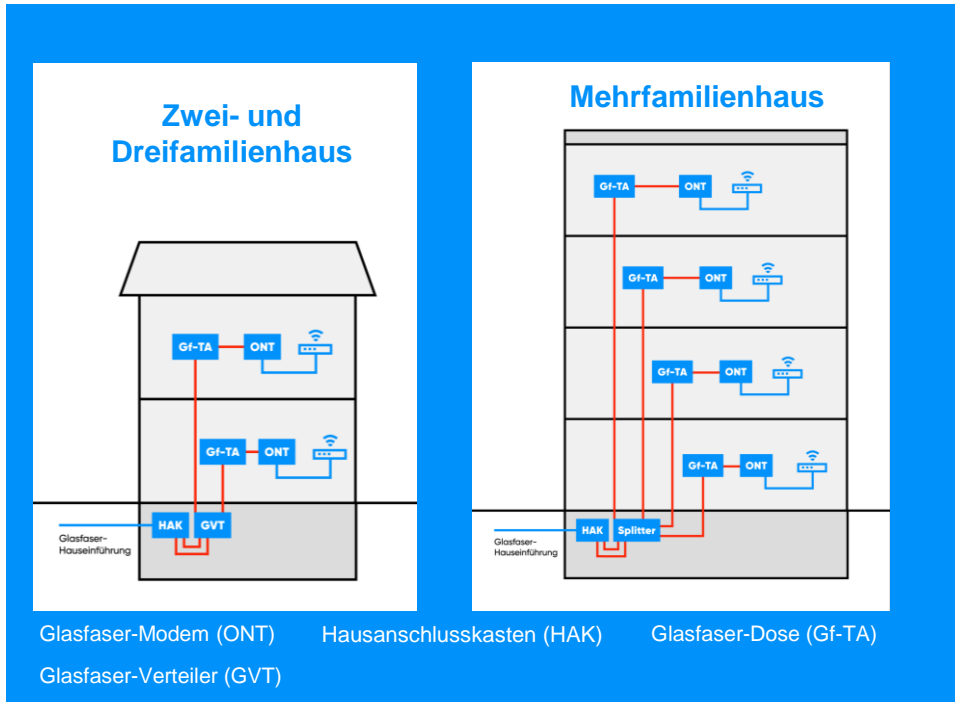 Zwei- und
Dreifamilienhaus
Gf-TA
ONT
Gf-TA
ONT
HAK
GVT
Glasfaser-
Hauseinführung
Mehrfamilienhaus
Gf-TA
ONT
Gf-TA
ONT
Gf-TA
ONT
Gf-TA
ONT
HAK
Splitter
Glasfaser-
Hauseinführung
Glasfaser-Modem (ONT)
Hausanschlusskasten (HAK)
Glasfaser-Dose (Gf-TA)
Glasfaser-Verteiler (GVT)